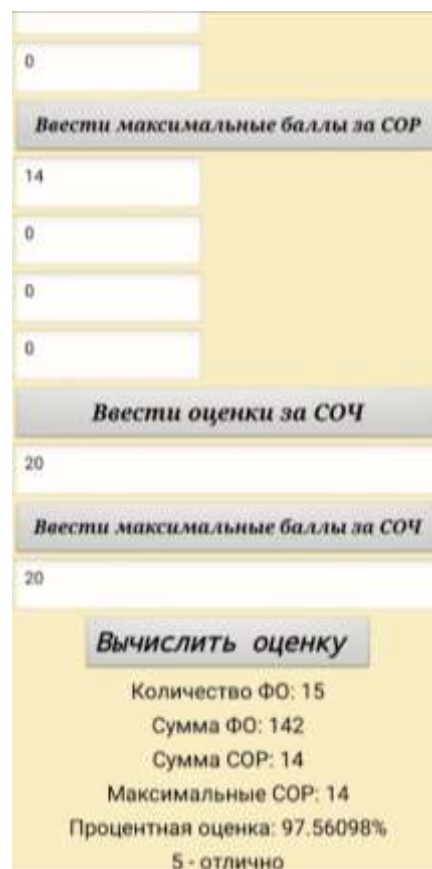 0
Ввести максимальные баллы за СОР
14
0
0
0
Ввести оценки за СОЧ
20
Ввести максимальные баллы за СОЧ
20
Вычислить оценку
Количество ФО: 15
Сумма ФО: 142
Сумма СОР: 14
Максимальные СОР: 14
Процентная оценка: 97.56098%
5 - отлично